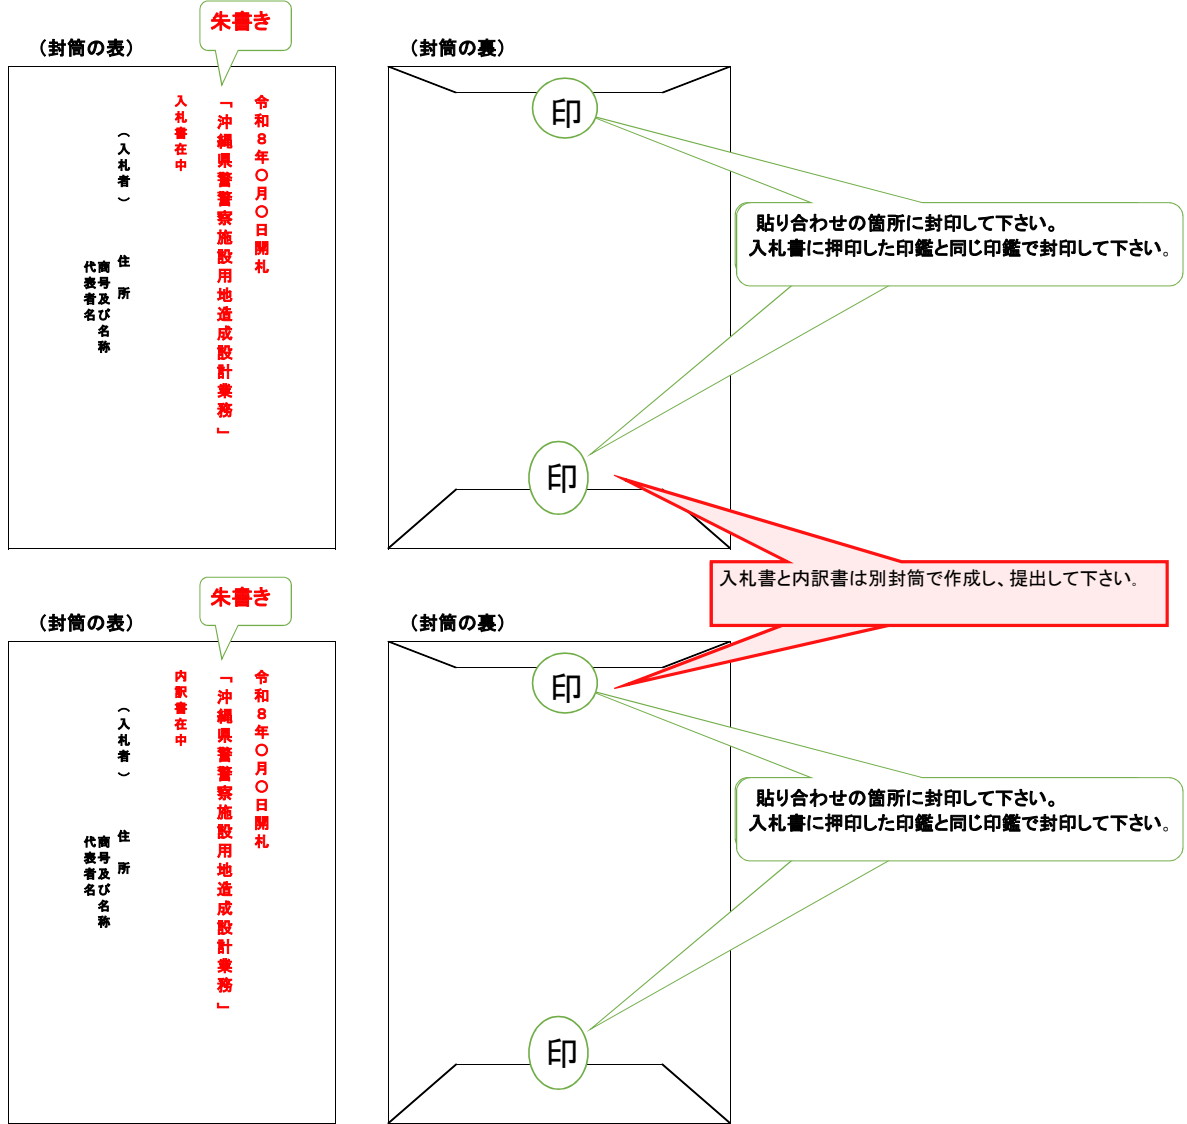 朱書き
（封筒の表）
令和８年〇月〇日開札
「沖縄県警警察施設用地造成設計業務」
入札書在中
（入札者）
住　所
商号及び名称
代表者名
（封筒の裏）
印
貼り合わせの箇所に封印して下さい。
入札書に押印した印鑑と同じ印鑑で封印して下さい。
印
入札書と内訳書は別封筒で作成し、提出して下さい。
朱書き
（封筒の表）
令和８年〇月〇日開札
「沖縄県警警察施設用地造成設計業務」
内訳書在中
（入札者）
住　所
商号及び名称
代表者名
（封筒の裏）
印
貼り合わせの箇所に封印して下さい。
入札書に押印した印鑑と同じ印鑑で封印して下さい。
印